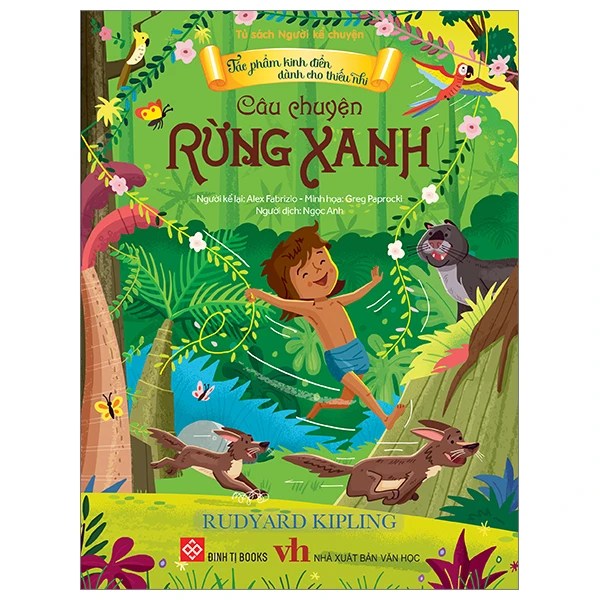 Tủ sách Người kể chuyện
Tác phẩm kinh điển
dành cho thiếu nhi
Câu chuyện
RỪNG XANH
Người kể lại: Alex Fabrizio - Minh họa: Greg Paprocki
Người dịch: Ngọc Anh
RUDYARD KIPLING
ĐINH TỊ BOOKS
vh NHÀ XUẤT BẢN VĂN HỌC